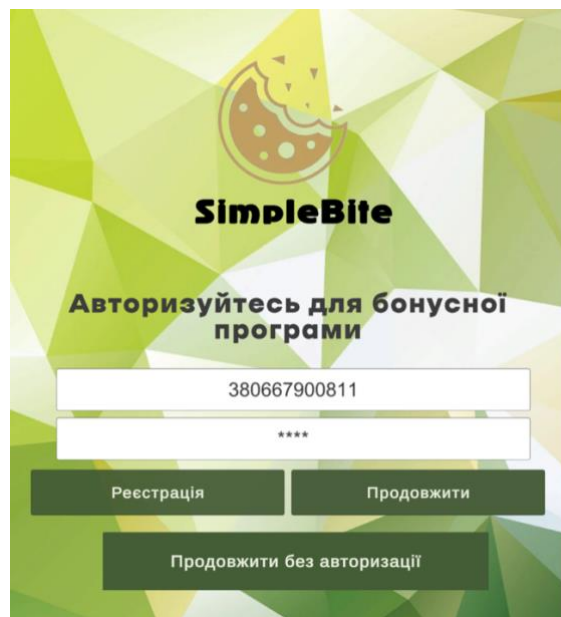 SimpleBite
Авторизуйтесь для бонусної
програми
380667900811
****
Реєстрація
Продовжити
Продовжити без авторизації